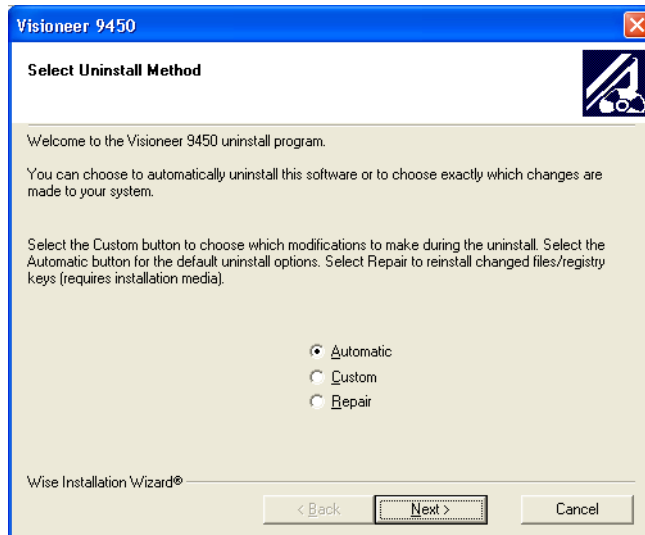 Visioneer 9450
Select Uninstall Method
Welcome to the Visioneer 9450 uninstall program.
You can choose to automatically uninstall this software or to choose exactly which changes are
made to your system.
Select the Custom button to choose which modifications to make during the uninstall. Select the
Automatic button for the default uninstall options. Select Repair to reinstall changed files/registry
keys (requires installation media).
Automatic
Custom
Repair
Wise Installation Wizard®
< Back Next > Cancel